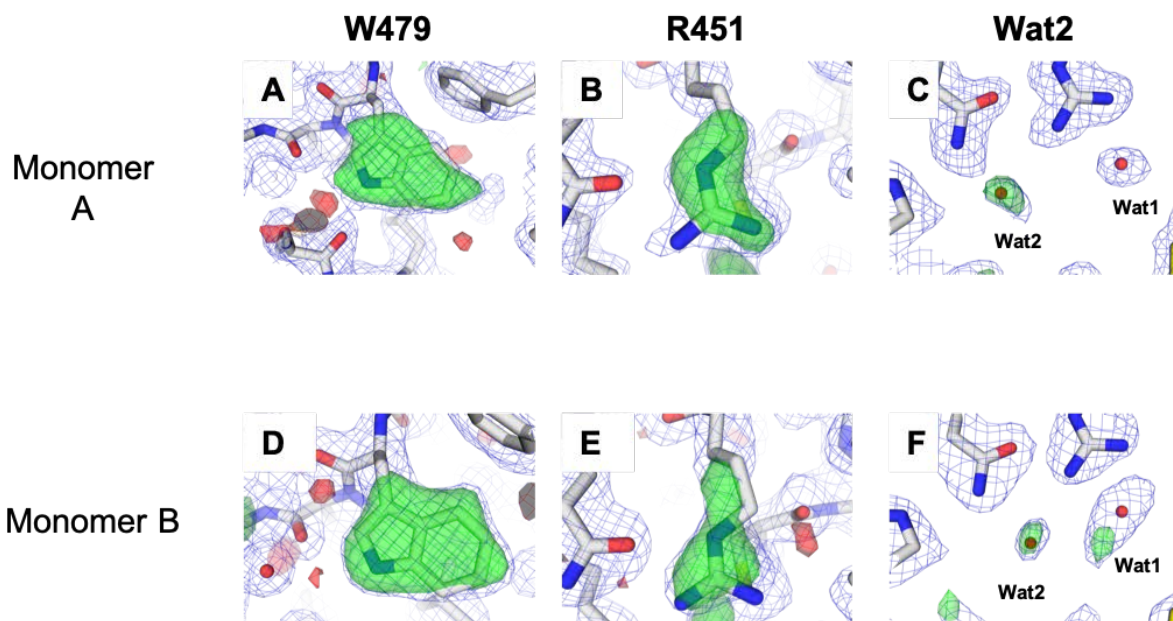 W479 R451 Wat2
Monomer
A
A B C
Wat2 Wat1
Monomer B
D E F
Wat2 Wat1